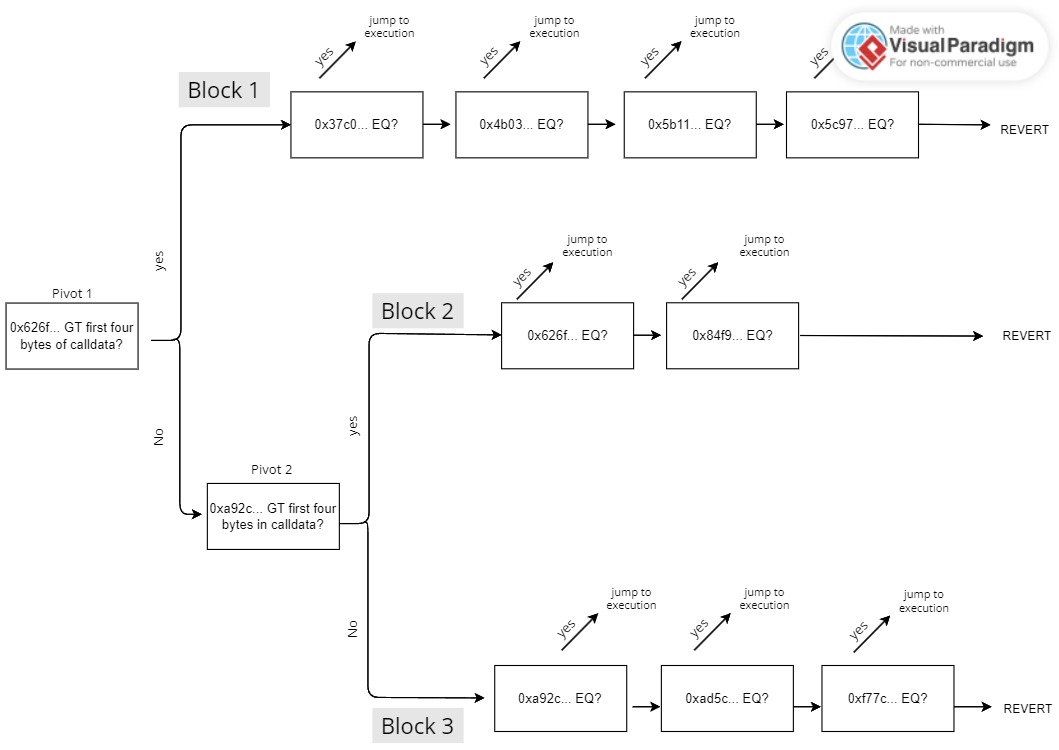 jump to
execution
yes
jump to
execution
yes
jump to
execution
yes
yes
Made with
Visual Paradigm
For non-commercial use
Block 1
0x37c0... EQ?
0x4b03... EQ?
0x5b11... EQ?
0x5c97... EQ?
REVERT
yes
Pivot 1
0x626f... GT first four
bytes of calldata?
No
jump to
execution
yes
jump to
execution
yes
Block 2
0x626f... EQ?
0x84f9... EQ?
REVERT
yes
Pivot 2
0xa92c... GT first four
bytes in calldata?
No
jump to
execution
yes
jump to
execution
yes
jump to
execution
yes
0xa92c... EQ?
0xad5c... EQ?
0xf77c... EQ?
REVERT
Block 3